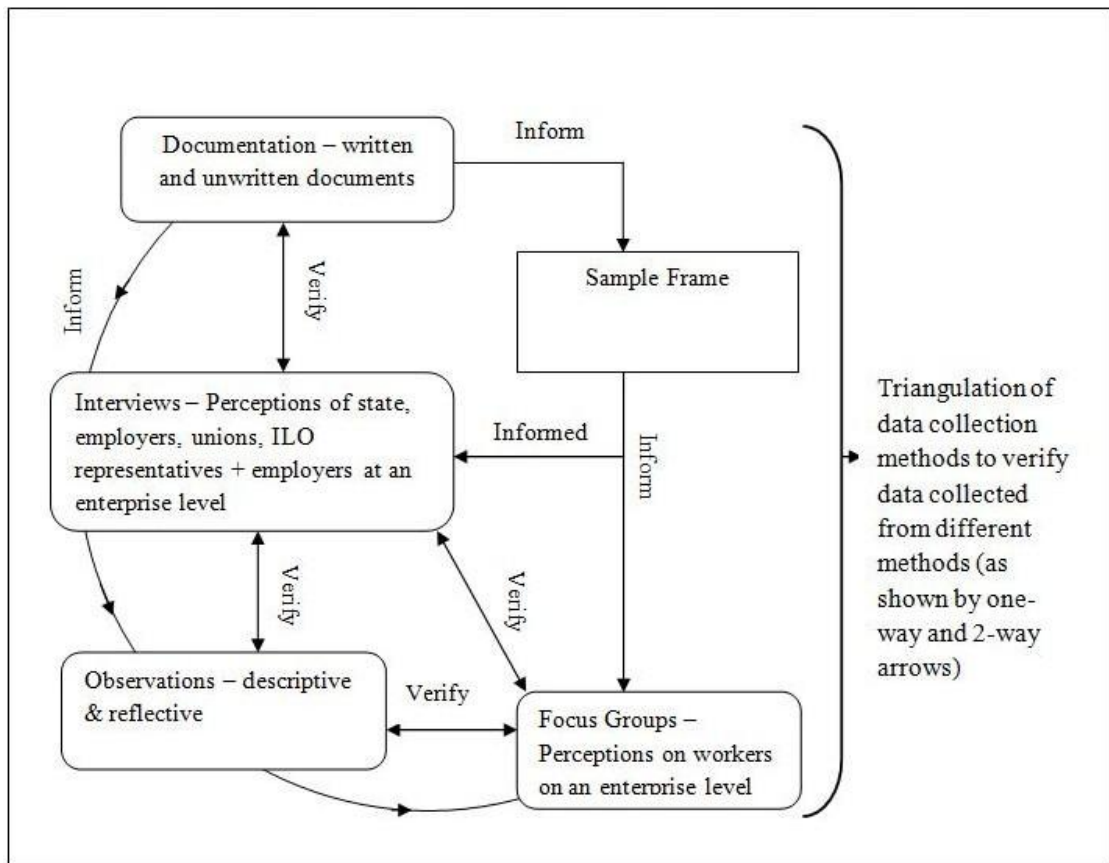 Documentation – written
and unwritten documents
Inform
Inform
Verify
Sample Frame
Interviews – Perceptions of state,
employers, unions, ILO
representatives + employers at an
enterprise level
Informed
Inform
Triangulation of
data collection
methods to verify
data collected
from different
methods (as
shown by one-
way and 2-way
arrows)
Verify
Verify
Observations – descriptive
& reflective
Verify
Focus Groups –
Perceptions on workers
on an enterprise level